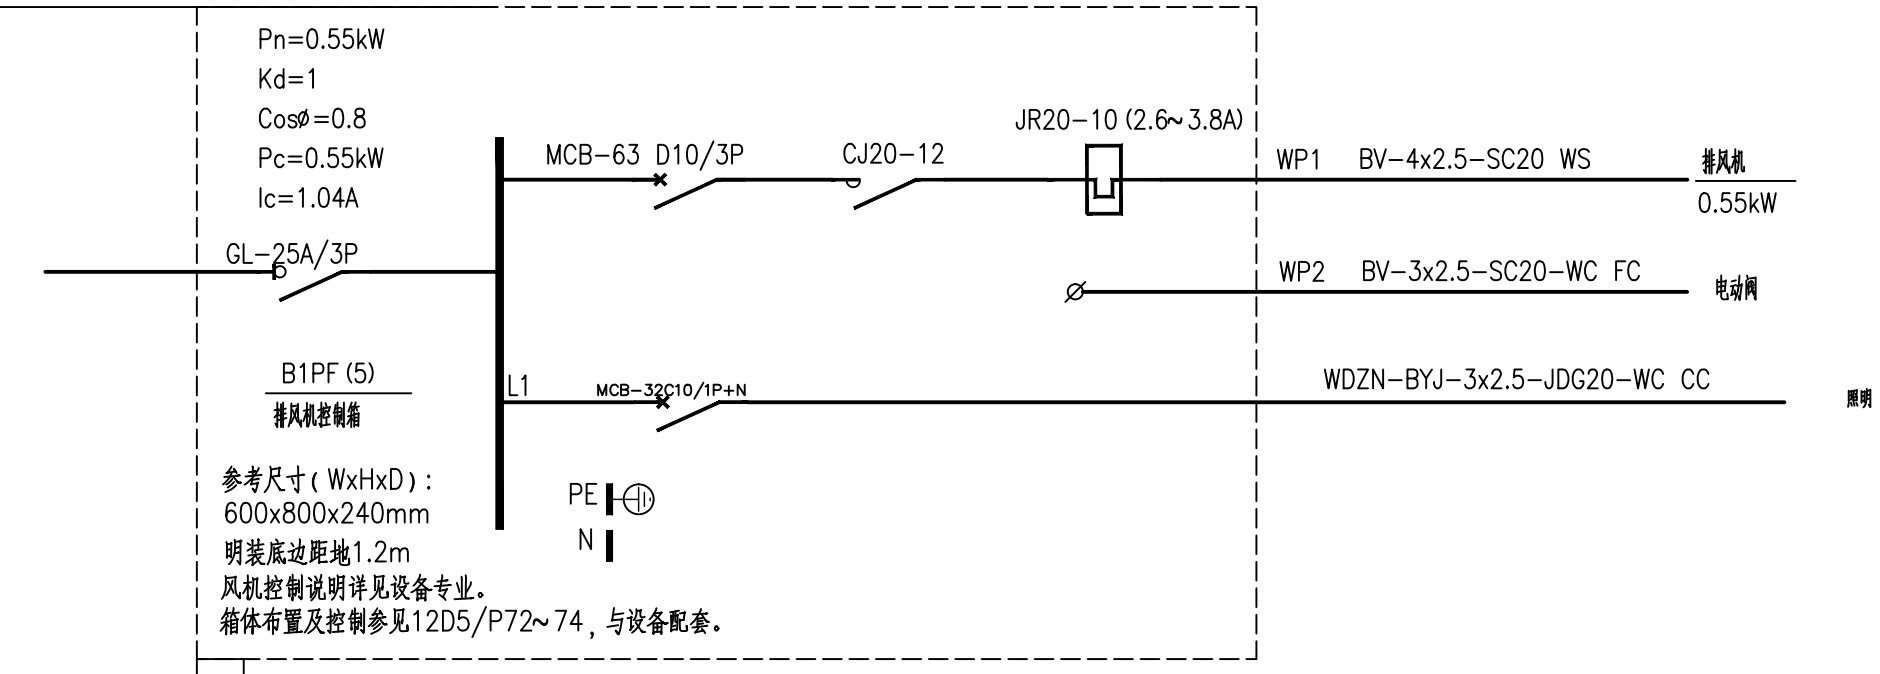 Pn=0.55kW
Kd=1
Cosø=0.8
Pc=0.55kW
Ic=1.04A
GL-25A/3P
B1PF(5)
排风机控制箱
参考尺寸(WxHxD):
600x800x240mm
明装底边距地1.2m
风机控制说明详见设备专业。
箱体布置及控制参见12D5/P72~74,与设备配套。
MCB-63 D10/3P
CJ20-12
JR20-10(2.6~3.8A)
WP1 BV-4x2.5-SC20 WS
排风机
0.55kW
WP2 BV-3x2.5-SC20-WC FC
电动阀
L1
MCB-32C10/1P+N
WDZN-BYJ-3x2.5-JDG20-WC CC
照明
PE
N